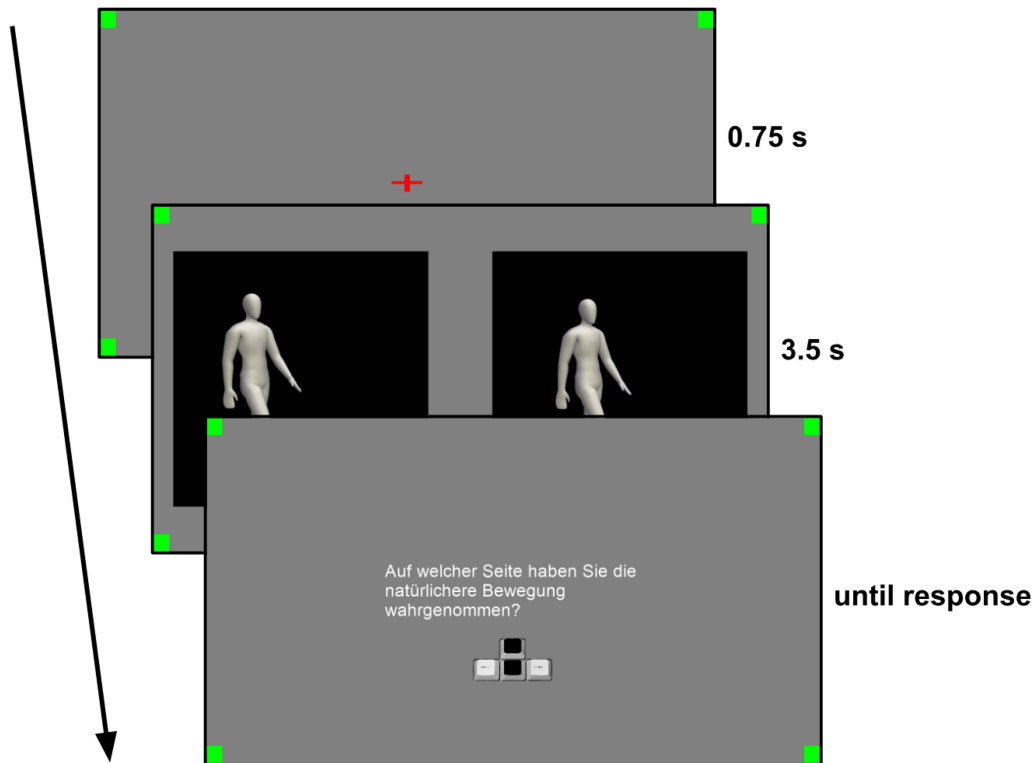 0.75 s
3.5 s
Auf welcher Seite haben Sie die
natürlichere Bewegung
wahrgenommen?
until response